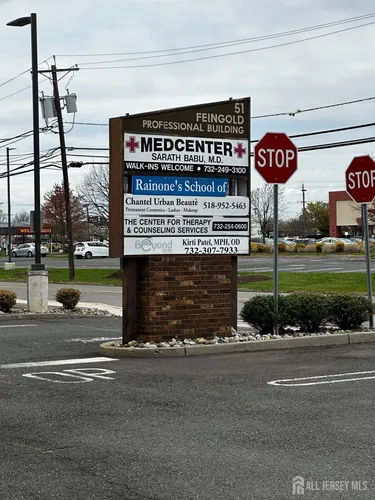 51
FEINGOLD
PROFESSIONAL BUILDING
MEDCENTER
SARATH BABU, M.D.
WALK-INS WELCOME • 732-249-3100
Rainone's School of
Chantel Urban Beauté 518-952-5463
Permanent Cosmetics - Lashes - Makeup
THE CENTER FOR THERAPY
& COUNSELING SERVICES 732-254-0600
Beyond
Kirti Patel, MPH, OD
732-307-7933
STOP
STOP
ALL JERSEY MLS